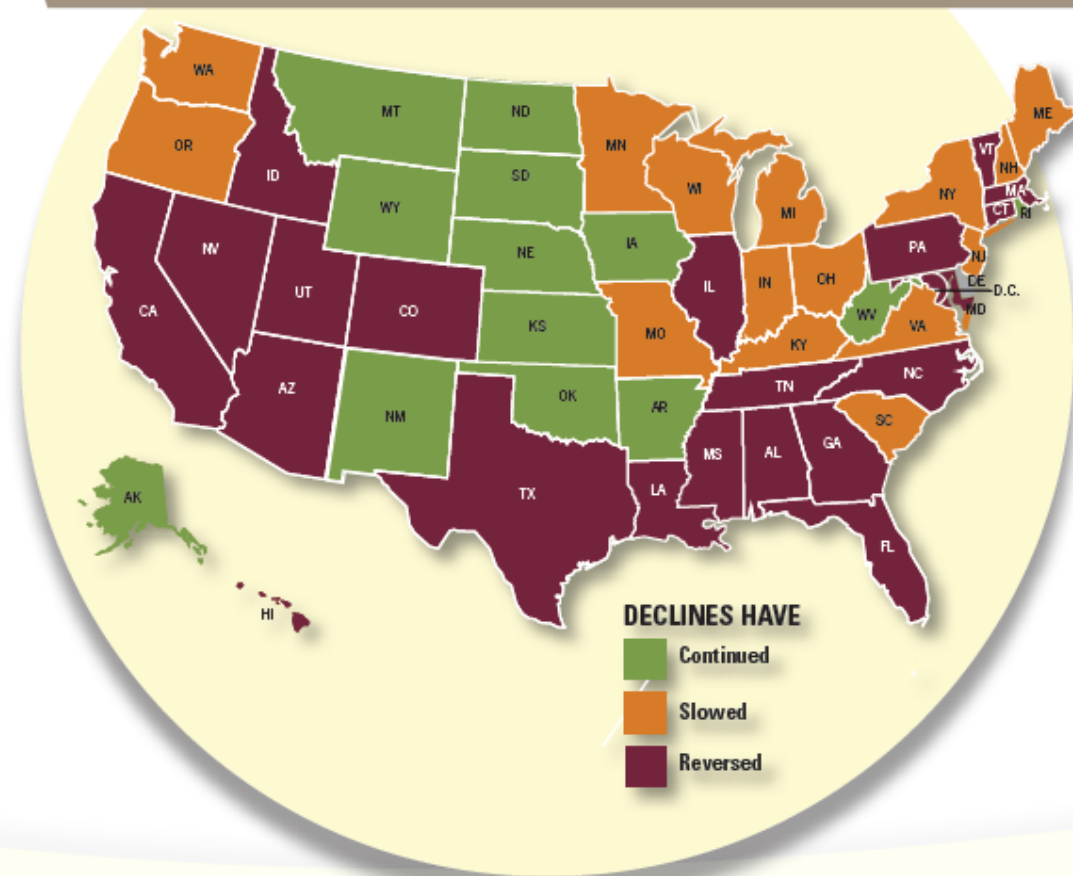 WA
MT
ND
MN
ME
OR
ID
SD
WI
MI
NY
VT
NH
MA
CT
RI
WY
NV
UT
CO
NE
IA
IL
IN
OH
PA
NJ
DE
D.C.
MD
CA
KS
MO
KY
WV
VA
AZ
NM
OK
AR
TN
NC
SC
TX
LA
MS
AL
GA
FL
AK
HI
DECLINES HAVE
Continued
Slowed
Reversed